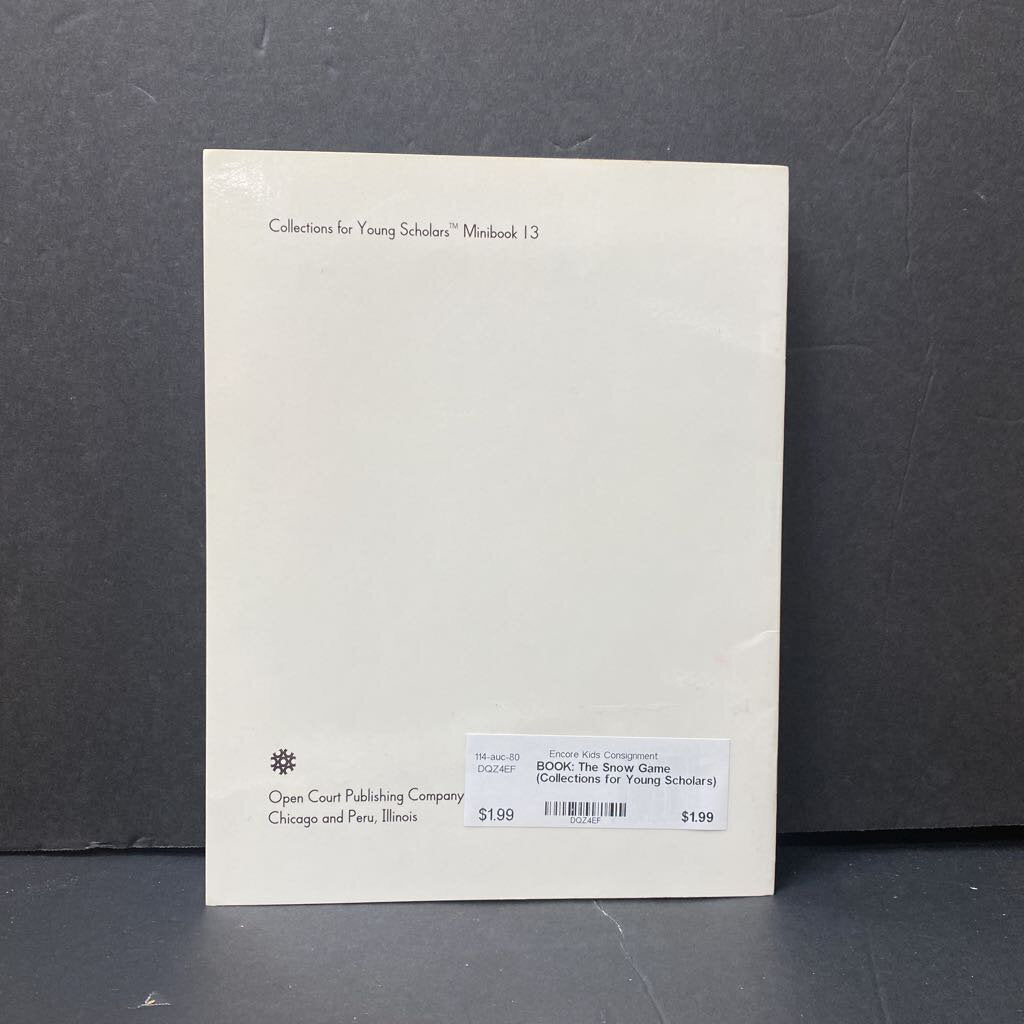 Collections for Young Scholars™ Minibook 13
Open Court Publishing Company
Chicago and Peru, Illinois
114-auc-80
DQZ4EF
Encore Kids Consignment
BOOK: The Snow Game
(Collections for Young Scholars)
$1.99
DQZ4EF
$1.99